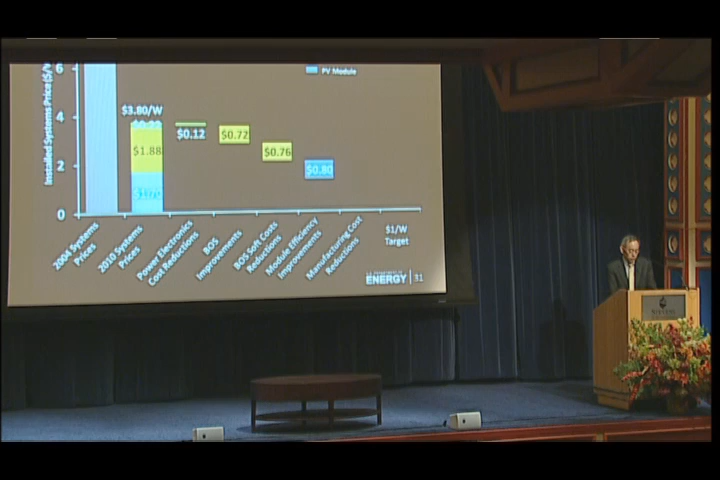 PV Module
6
Installed Systems Price ($/
4
$3.80/W
$0.12
$0.72
$1.88
$0.76
2
$0.80
0
2004 Systems
Prices
2010 Systems
Prices
Power Electronics
Cost Reductions
BOS
Improvements
BOS Soft Costs
Reductions
Module Efficiency
Improvements
Manufacturing Cost
Reductions
$1/W
Target
ENERGY
31